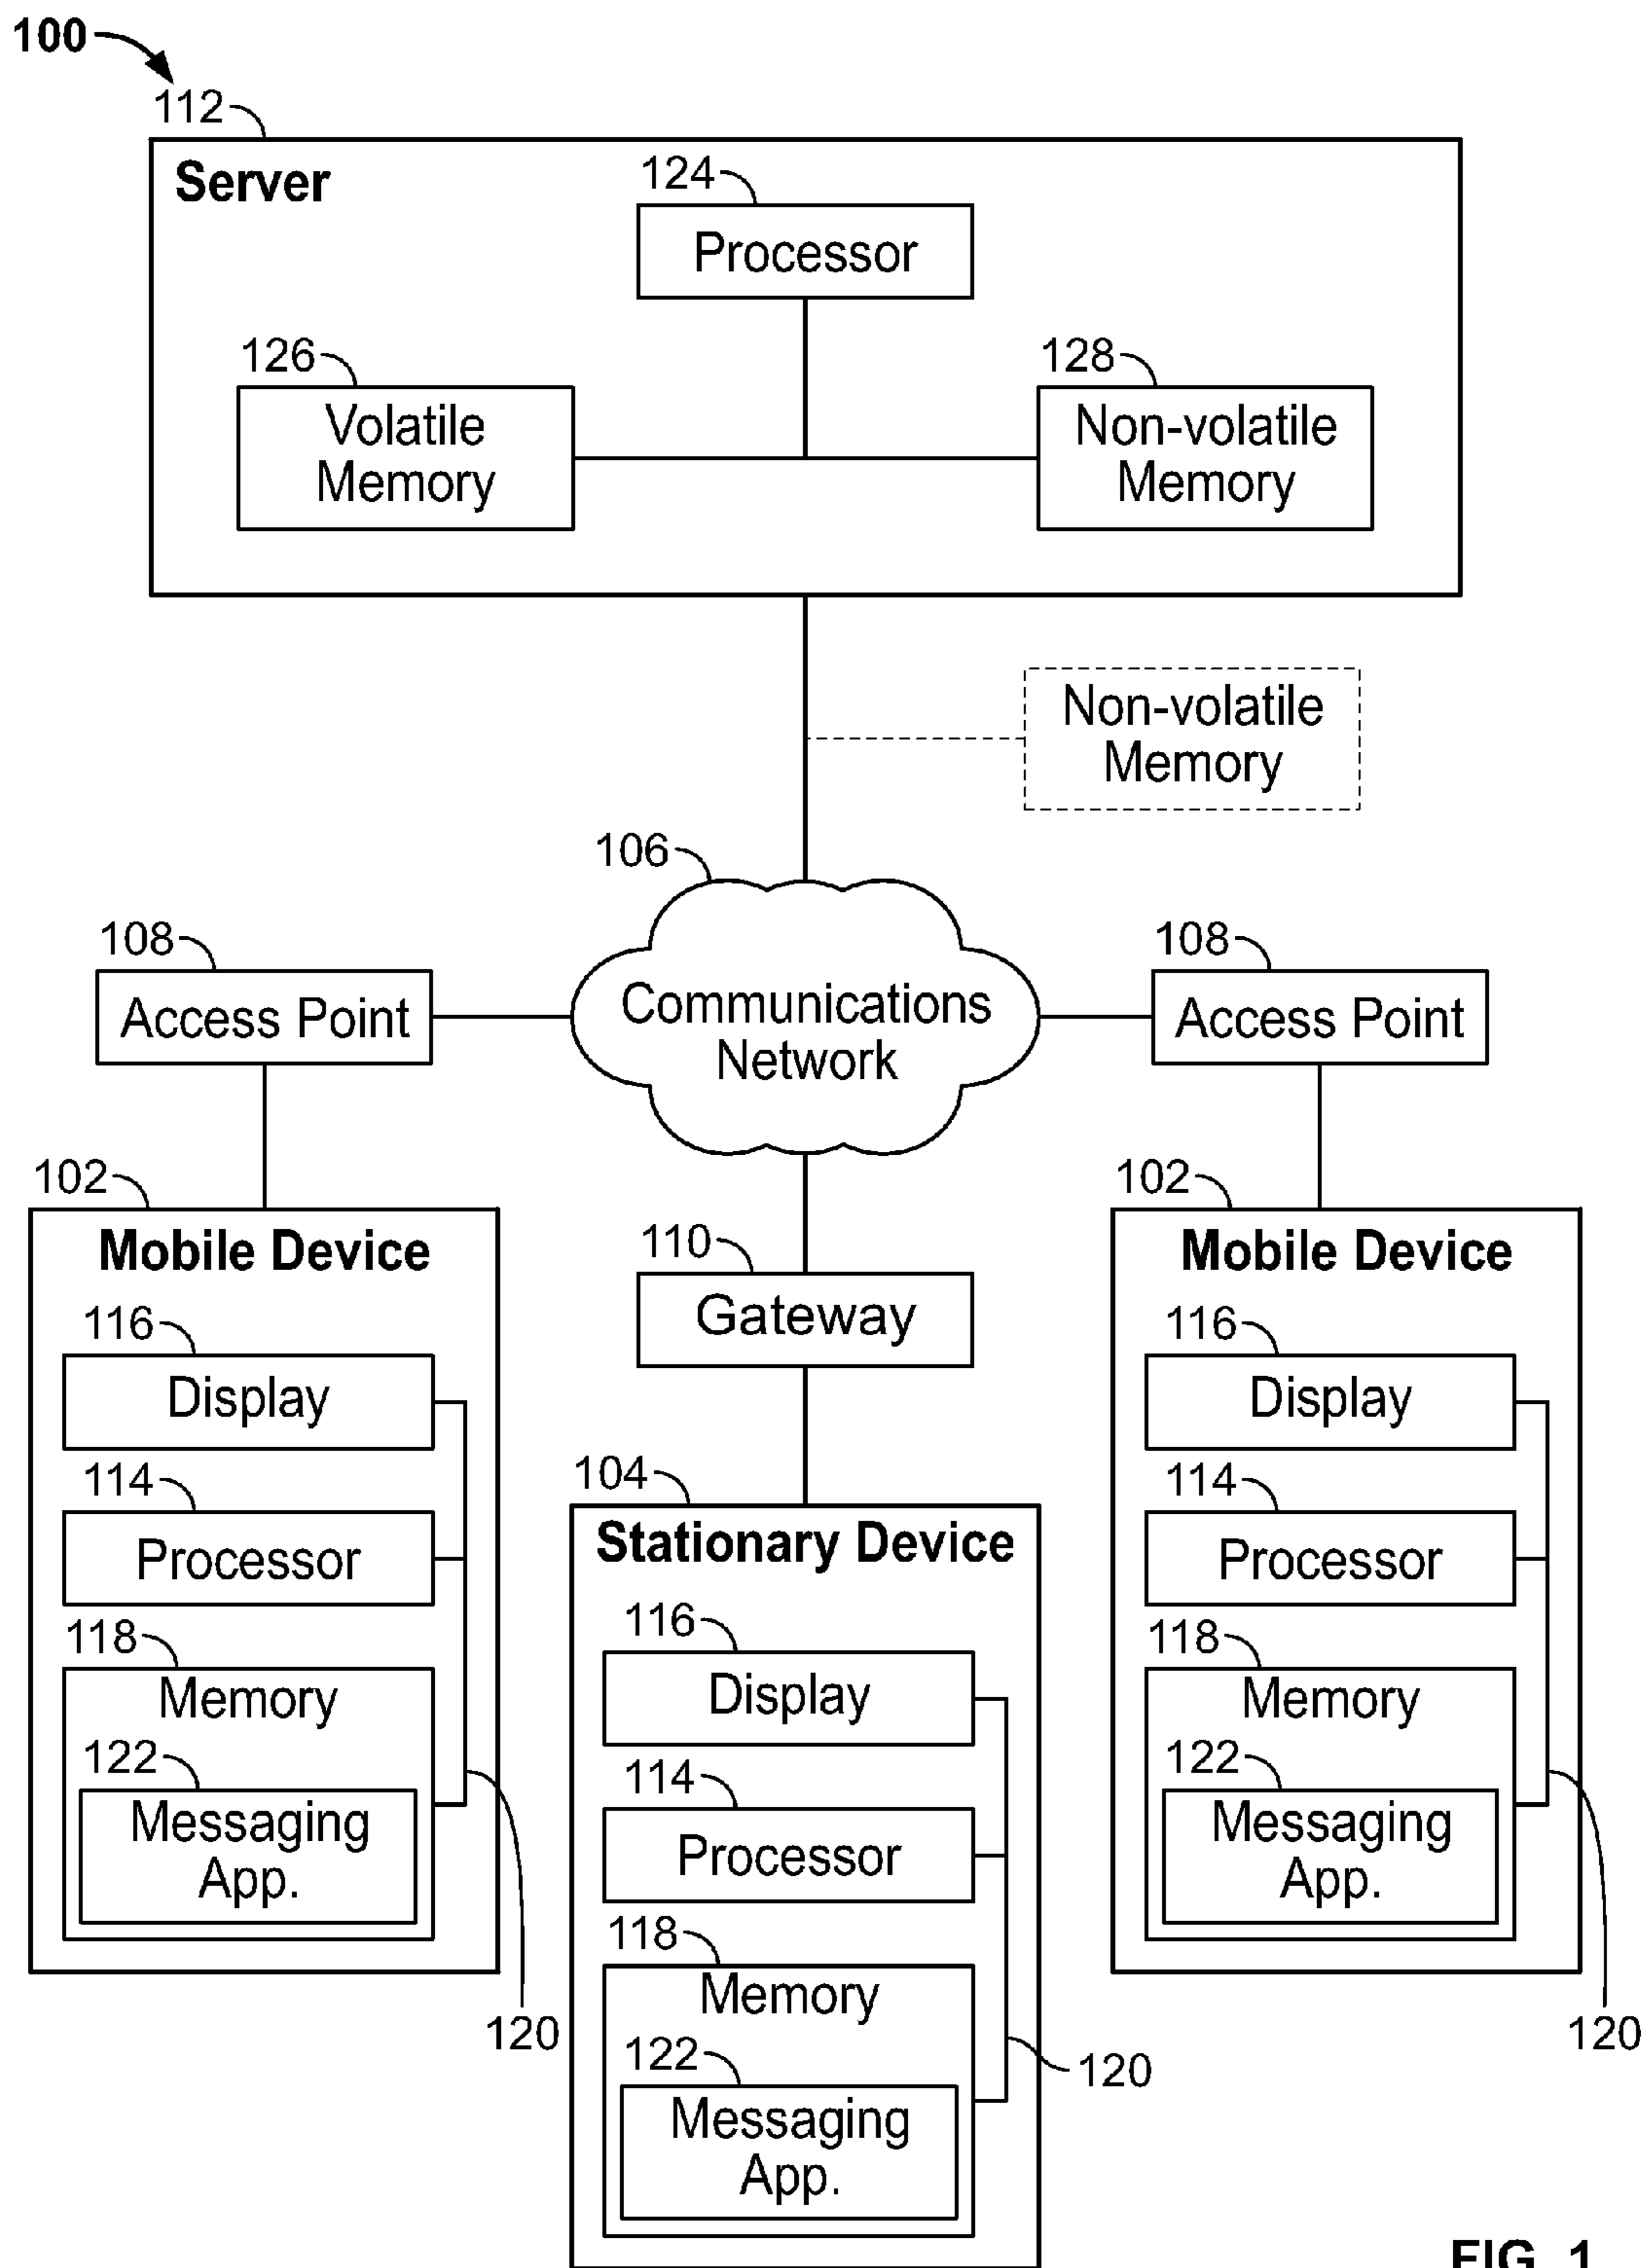 100
112
Server
124
Processor
126
Volatile
Memory
128
Non-volatile
Memory
Non-volatile
Memory
106
Communications
Network
108
Access Point
108
Access Point
102
Mobile Device
116
Display
114
Processor
118
Memory
122
Messaging
App.
120
110
Gateway
104
Stationary Device
116
Display
114
Processor
118
Memory
122
Messaging
App.
120
102
Mobile Device
116
Display
114
Processor
118
Memory
122
Messaging
App.
120
FIG. 1